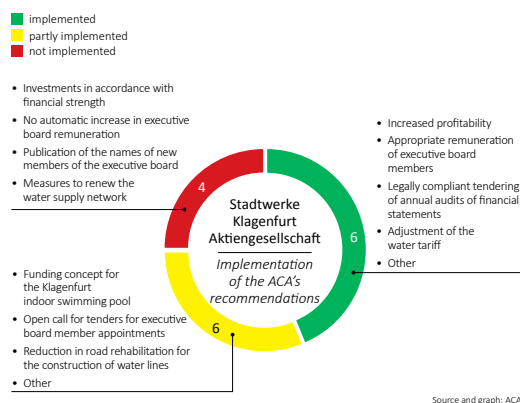 implemented
partly implemented
not implemented
• Investments in accordance with
financial strength
• No automatic increase in executive
board remuneration
• Publication of the names of new
members of the executive board
• Measures to renew the
water supply network
4
• Increased profitability
• Appropriate remuneration
of executive board
members
• Legally compliant tendering
of annual audits of financial
statements
• Adjustment of the
water tariff
• Other
6
Stadtwerke
Klagenfurt
Aktiengesellschaft
Implementation
of the ACA's
recommendations
• Funding concept for
the Klagenfurt
indoor swimming pool
• Open call for tenders for executive
board member appointments
• Reduction in road rehabilitation for
the construction of water lines
• Other
6
Source and graph: ACA